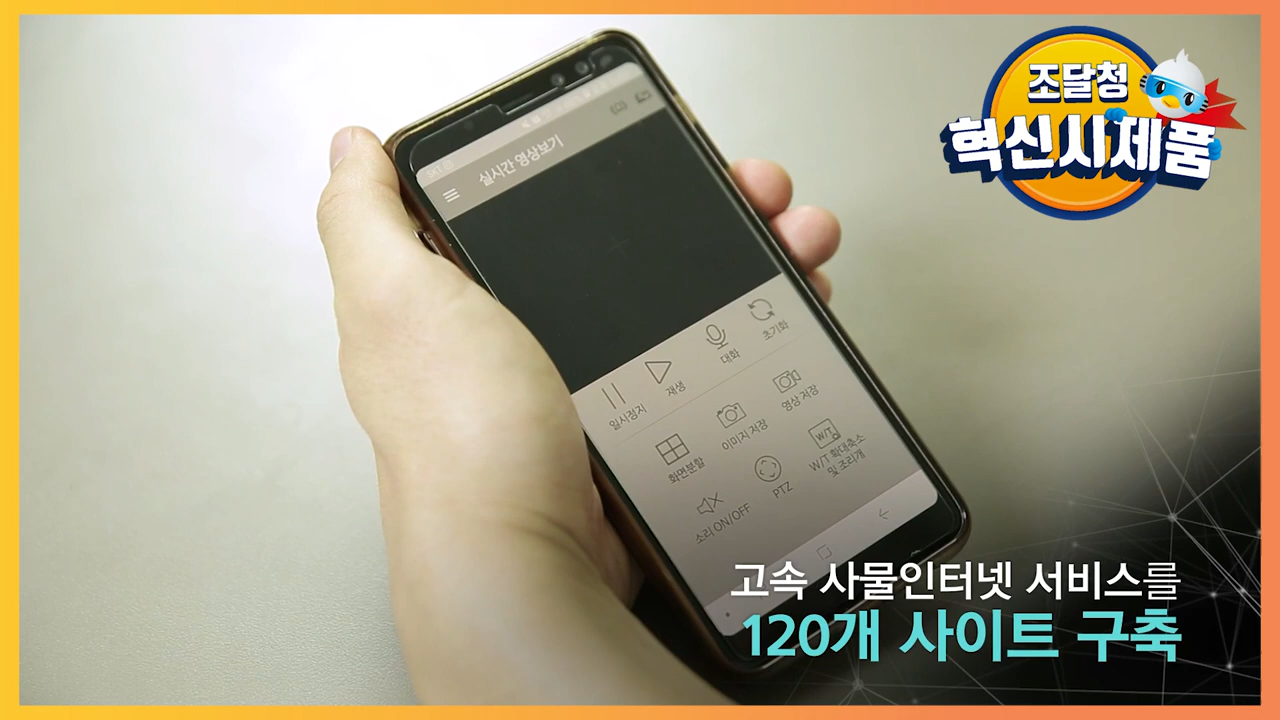 조달청
혁신시제품
SKT
실시간 영상보기
일시정지
재생
대화
초기화
화면분할
이미지 저장
영상 저장
소리 ON/OFF
PTZ
W/T
W/T 확대축소
및 조리개
고속 사물인터넷 서비스를
120개 사이트 구축